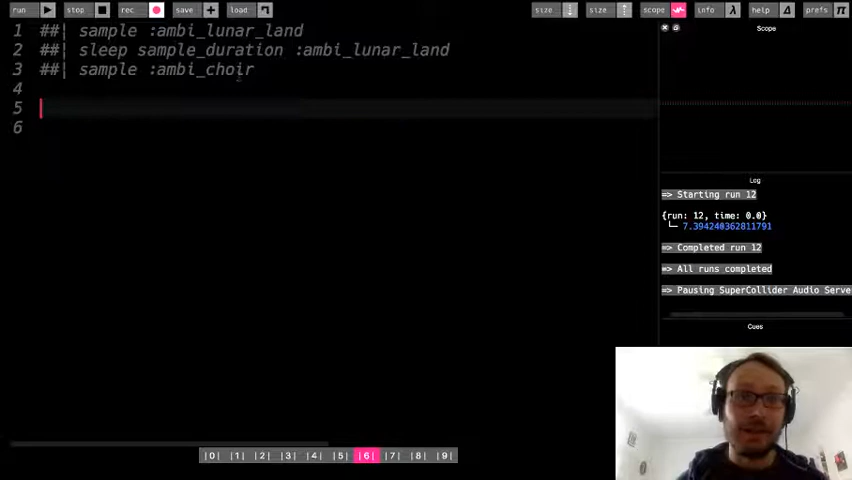 run stop rec save load size size scope info help prefs
1 ##| sample :ambi_lunar_land
2 ##| sleep sample_duration :ambi_lunar_land
3 ##| sample :ambi_choir
4
5
6
Scope
Log
=> Starting run 12
{run: 12, time: 0.0}
└─ 7.394240362811791
=> Completed run 12
=> All runs completed
=> Pausing SuperCollider Audio Serve
Cues
|0| |1| |2| |3| |4| |5| |6| |7| |8| |9|